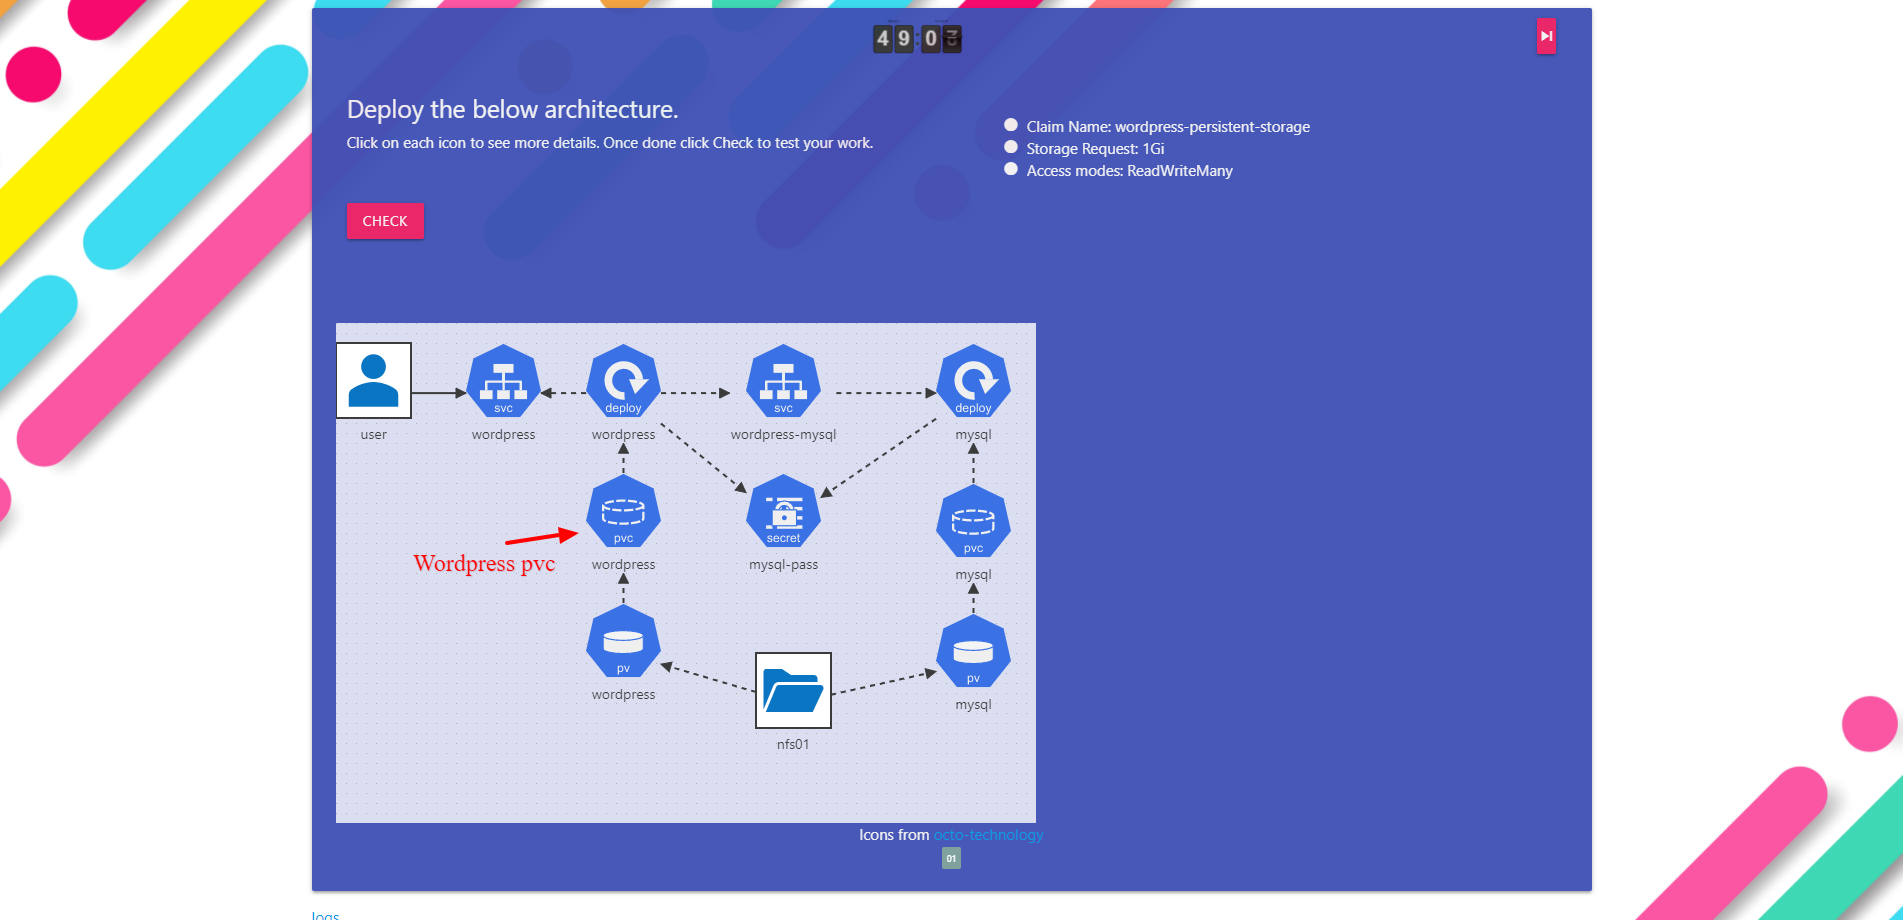 49:0
Deploy the below architecture.
Click on each icon to see more details. Once done click Check to test your work.
CHECK
Claim Name: wordpress-persistent-storage
Storage Request: 1Gi
Access modes: ReadWriteMany
svc
deploy
svc
deploy
user
wordpress
wordpress
wordpress-mysql
mysql
pvc
secret
pvc
Wordpress pvc
wordpress
mysql-pass
mysql
pv
pv
wordpress
mysql
nfs01
Icons from octo-technology
01
logs